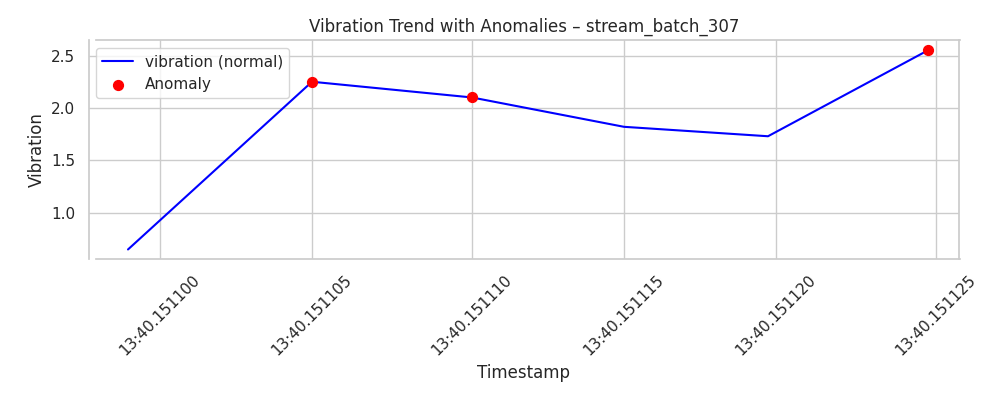 Vibration Trend with Anomalies – stream_batch_307
vibration (normal)
Anomaly
Vibration
2.5
2.0
1.5
1.0
13:40.151100
13:40.151105
13:40.151110
13:40.151115
13:40.151120
13:40.151125
Timestamp